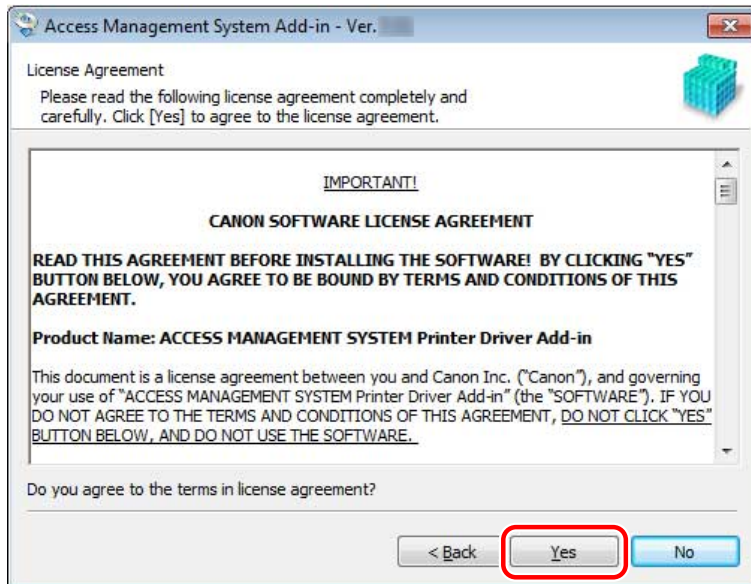 Access Management System Add-in - Ver.
License Agreement
Please read the following license agreement completely and
carefully. Click [Yes] to agree to the license agreement.
IMPORTANT!
CANON SOFTWARE LICENSE AGREEMENT
READ THIS AGREEMENT BEFORE INSTALLING THE SOFTWARE! BY CLICKING “YES”
BUTTON BELOW, YOU AGREE TO BE BOUND BY TERMS AND CONDITIONS OF THIS
AGREEMENT.
Product Name: ACCESS MANAGEMENT SYSTEM Printer Driver Add-in
This document is a license agreement between you and Canon Inc. (“Canon”), and governing
your use of “ACCESS MANAGEMENT SYSTEM Printer Driver Add-in” (the “SOFTWARE”). IF YOU
DO NOT AGREE TO THE TERMS AND CONDITIONS OF THIS AGREEMENT, DO NOT CLICK “YES”
BUTTON BELOW, AND DO NOT USE THE SOFTWARE.
Do you agree to the terms in license agreement?
< Back Yes No